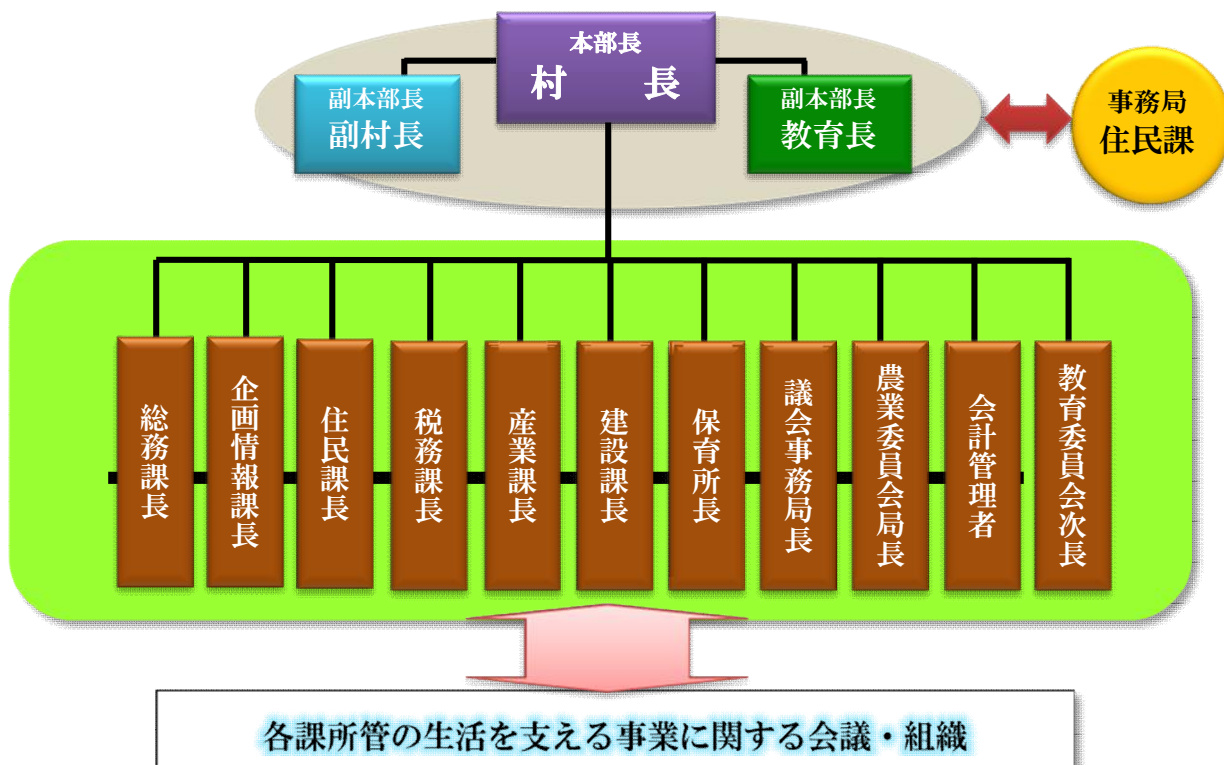 本部長
村　長
副本部長
副村長
副本部長
教育長
事務局
住民課
総務課長
企画情報課長
住民課長
税務課長
産業課長
建設課長
保育所長
議会事務局長
農業委員会局長
会計管理者
教育委員会次長
各課所管の生活を支える事業に関する会議・組織